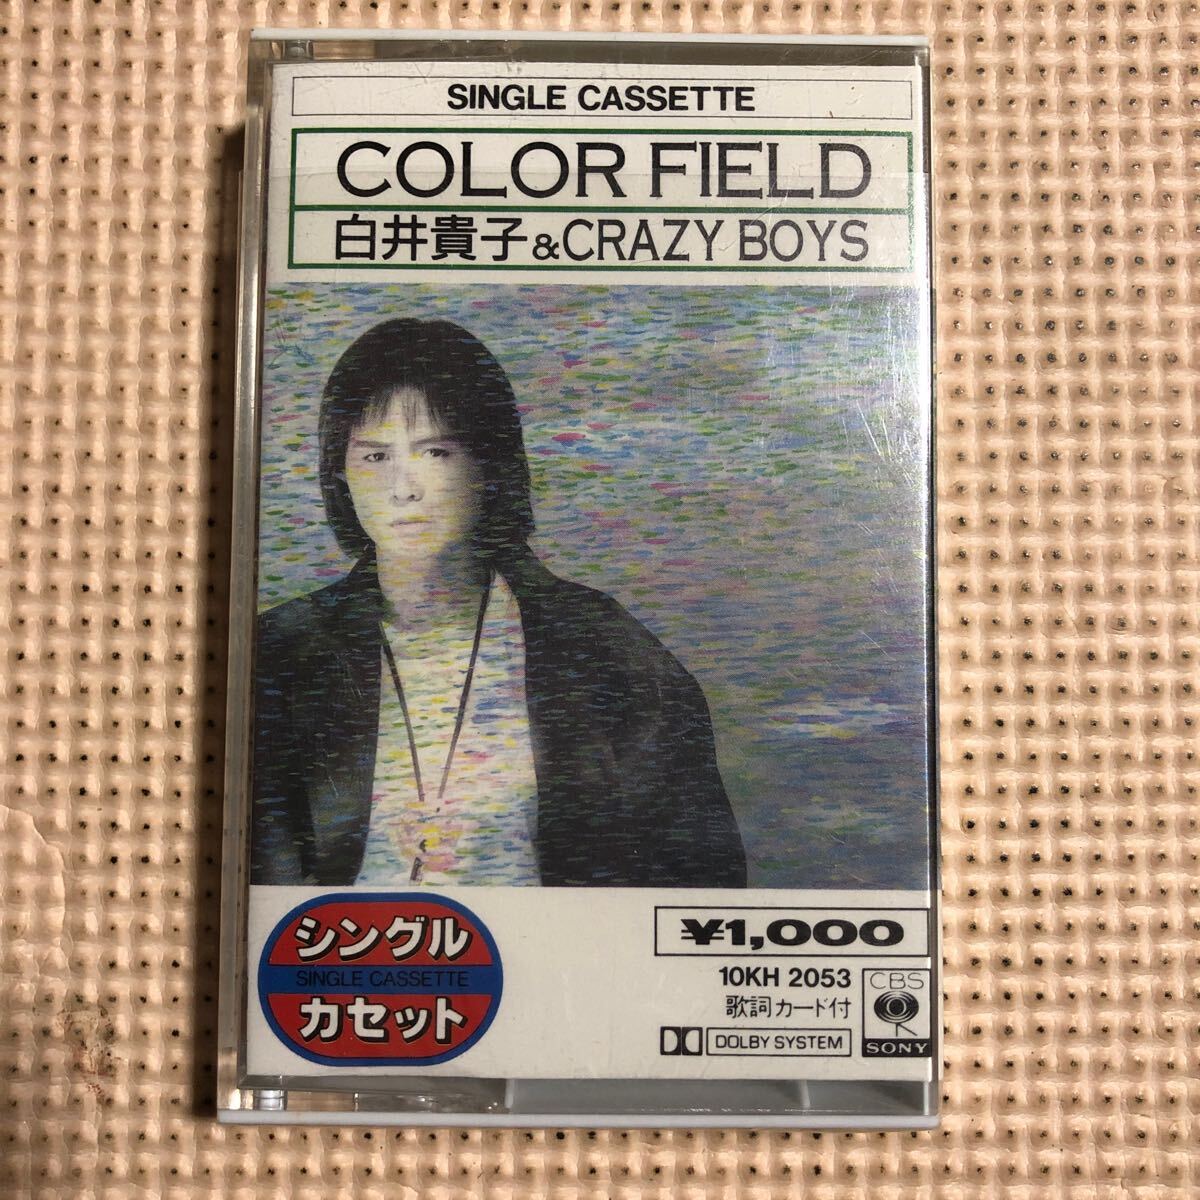 SINGLE CASSETTE
COLOR FIELD
白井貴子&CRAZY BOYS
シングル
SINGLE CASSETTE
カセット
¥1,000
10KH 2053
歌詞カード付
DOLBY SYSTEM
CBS
SONY